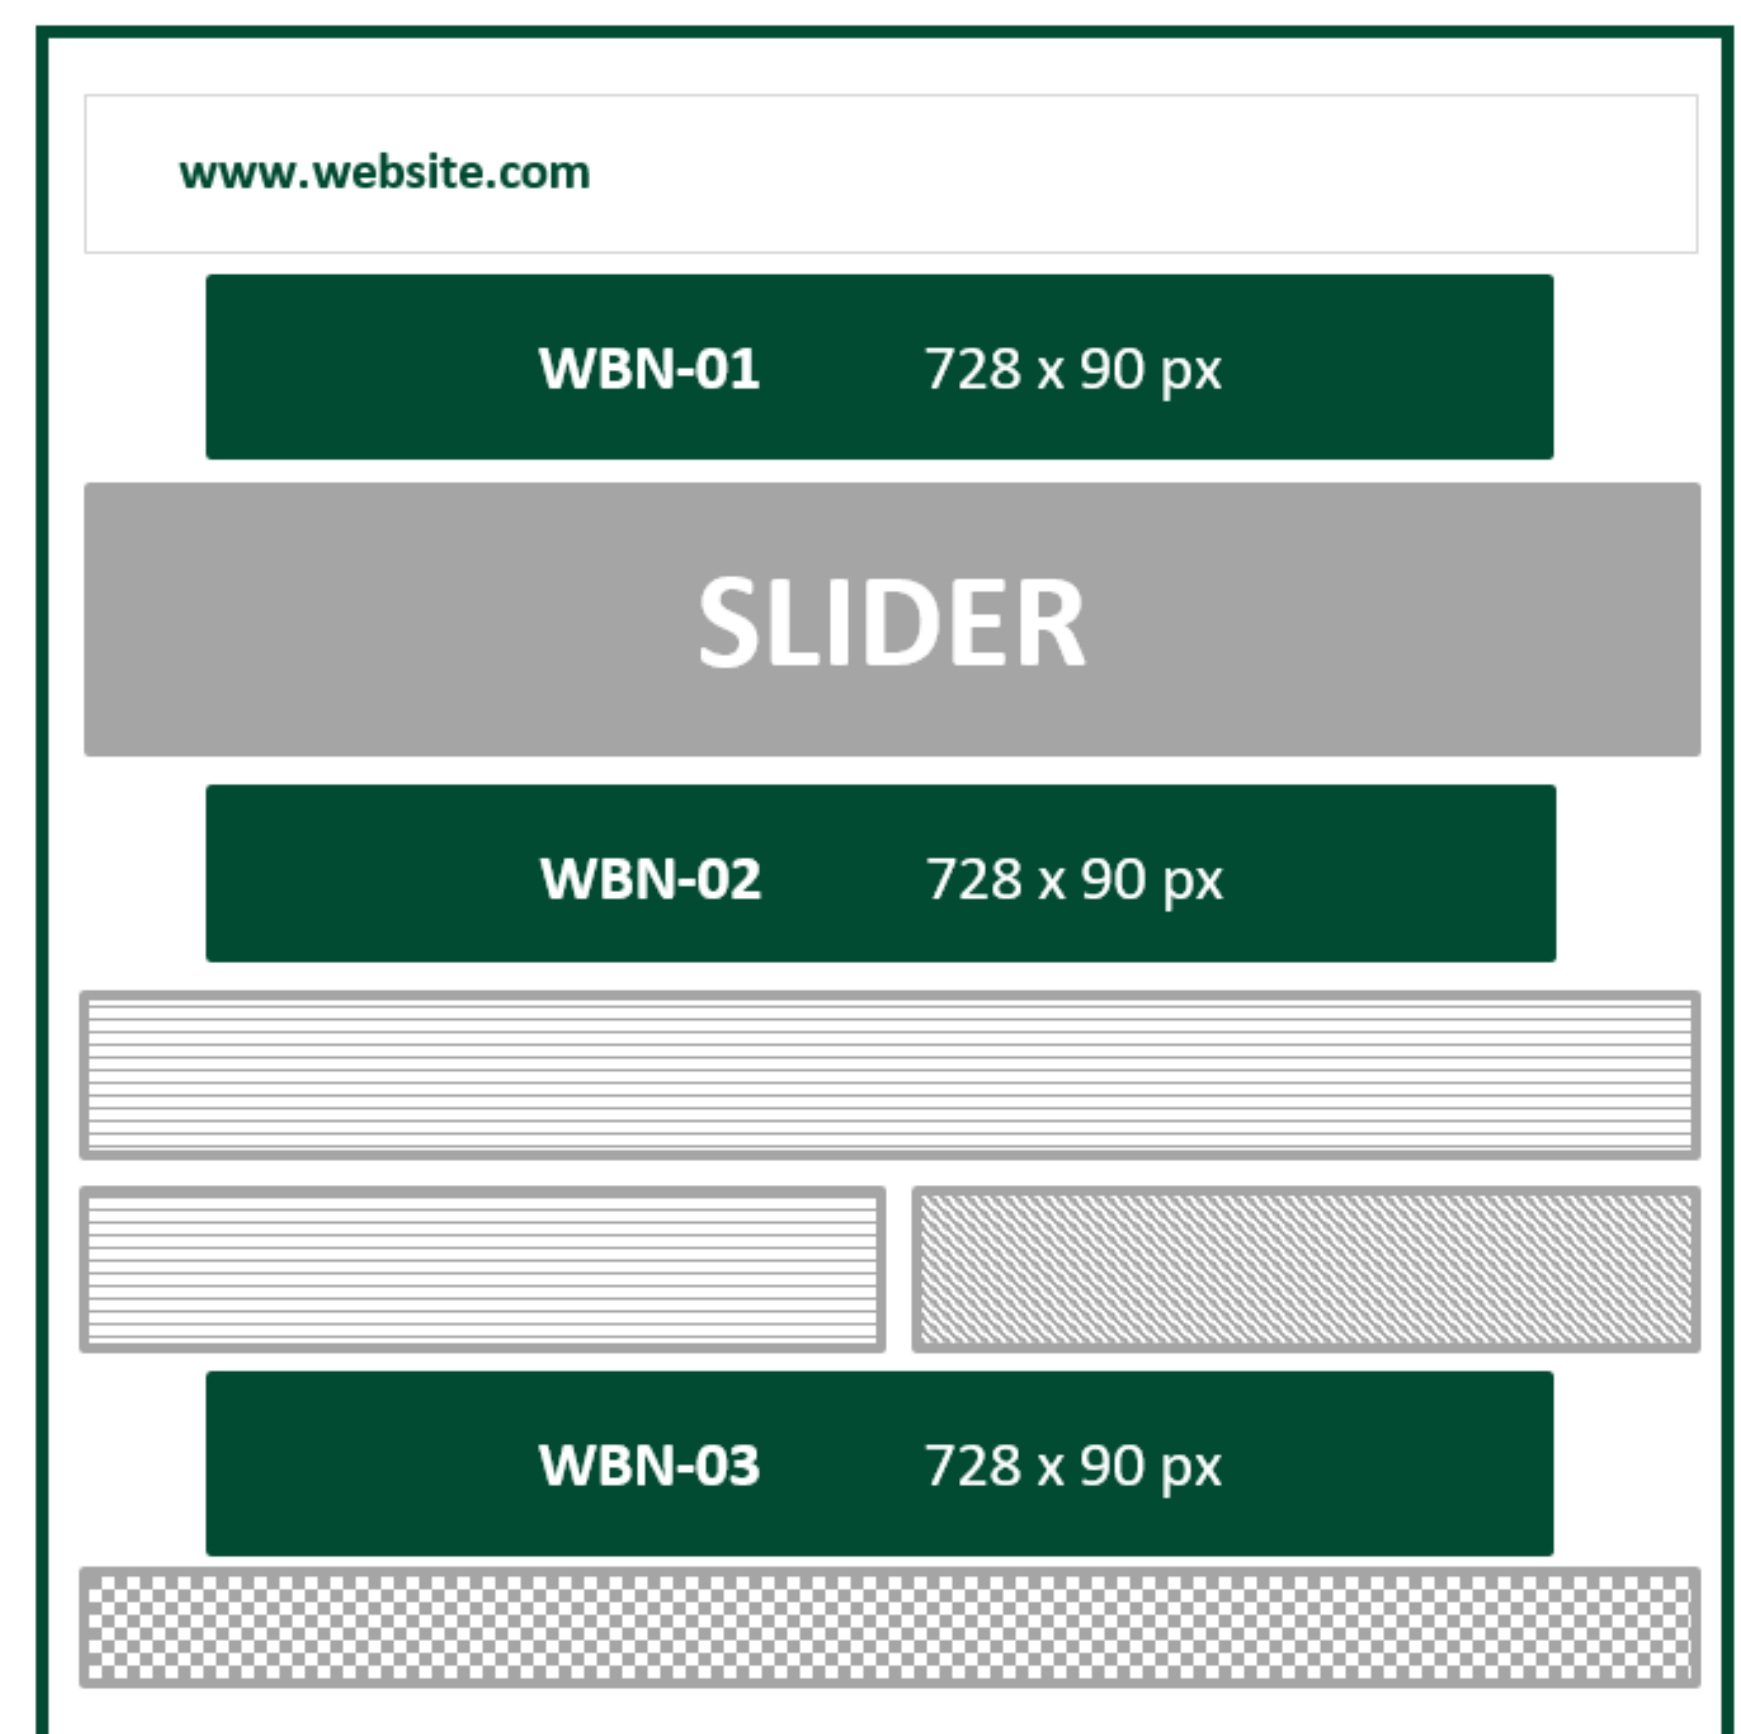 www.website.com
WBN-01 728 x 90 px
SLIDER
WBN-02 728 x 90 px
WBN-03 728 x 90 px